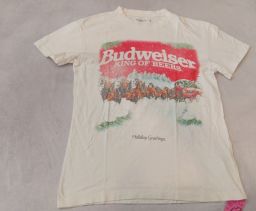 Budweiser
KING OF BEERS
Holiday Greetings